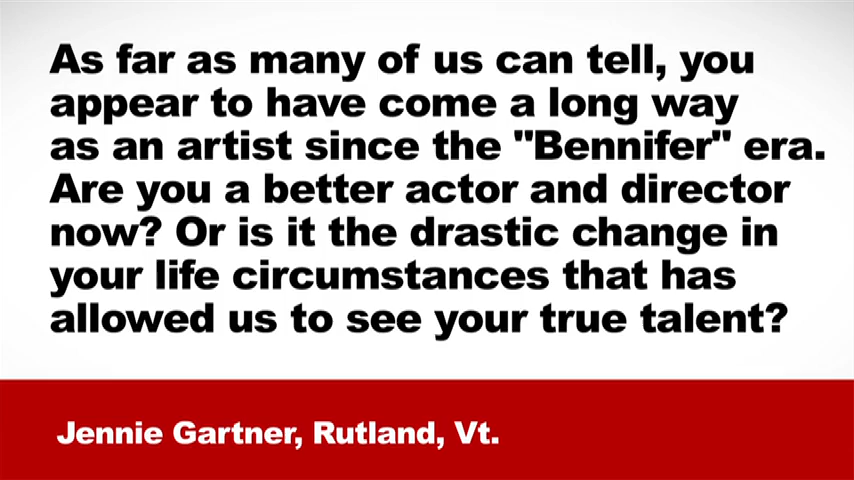 As far as many of us can tell, you
appear to have come a long way
as an artist since the "Bennifer" era.
Are you a better actor and director
now? Or is it the drastic change in
your life circumstances that has
allowed us to see your true talent?
Jennie Gartner, Rutland, Vt.